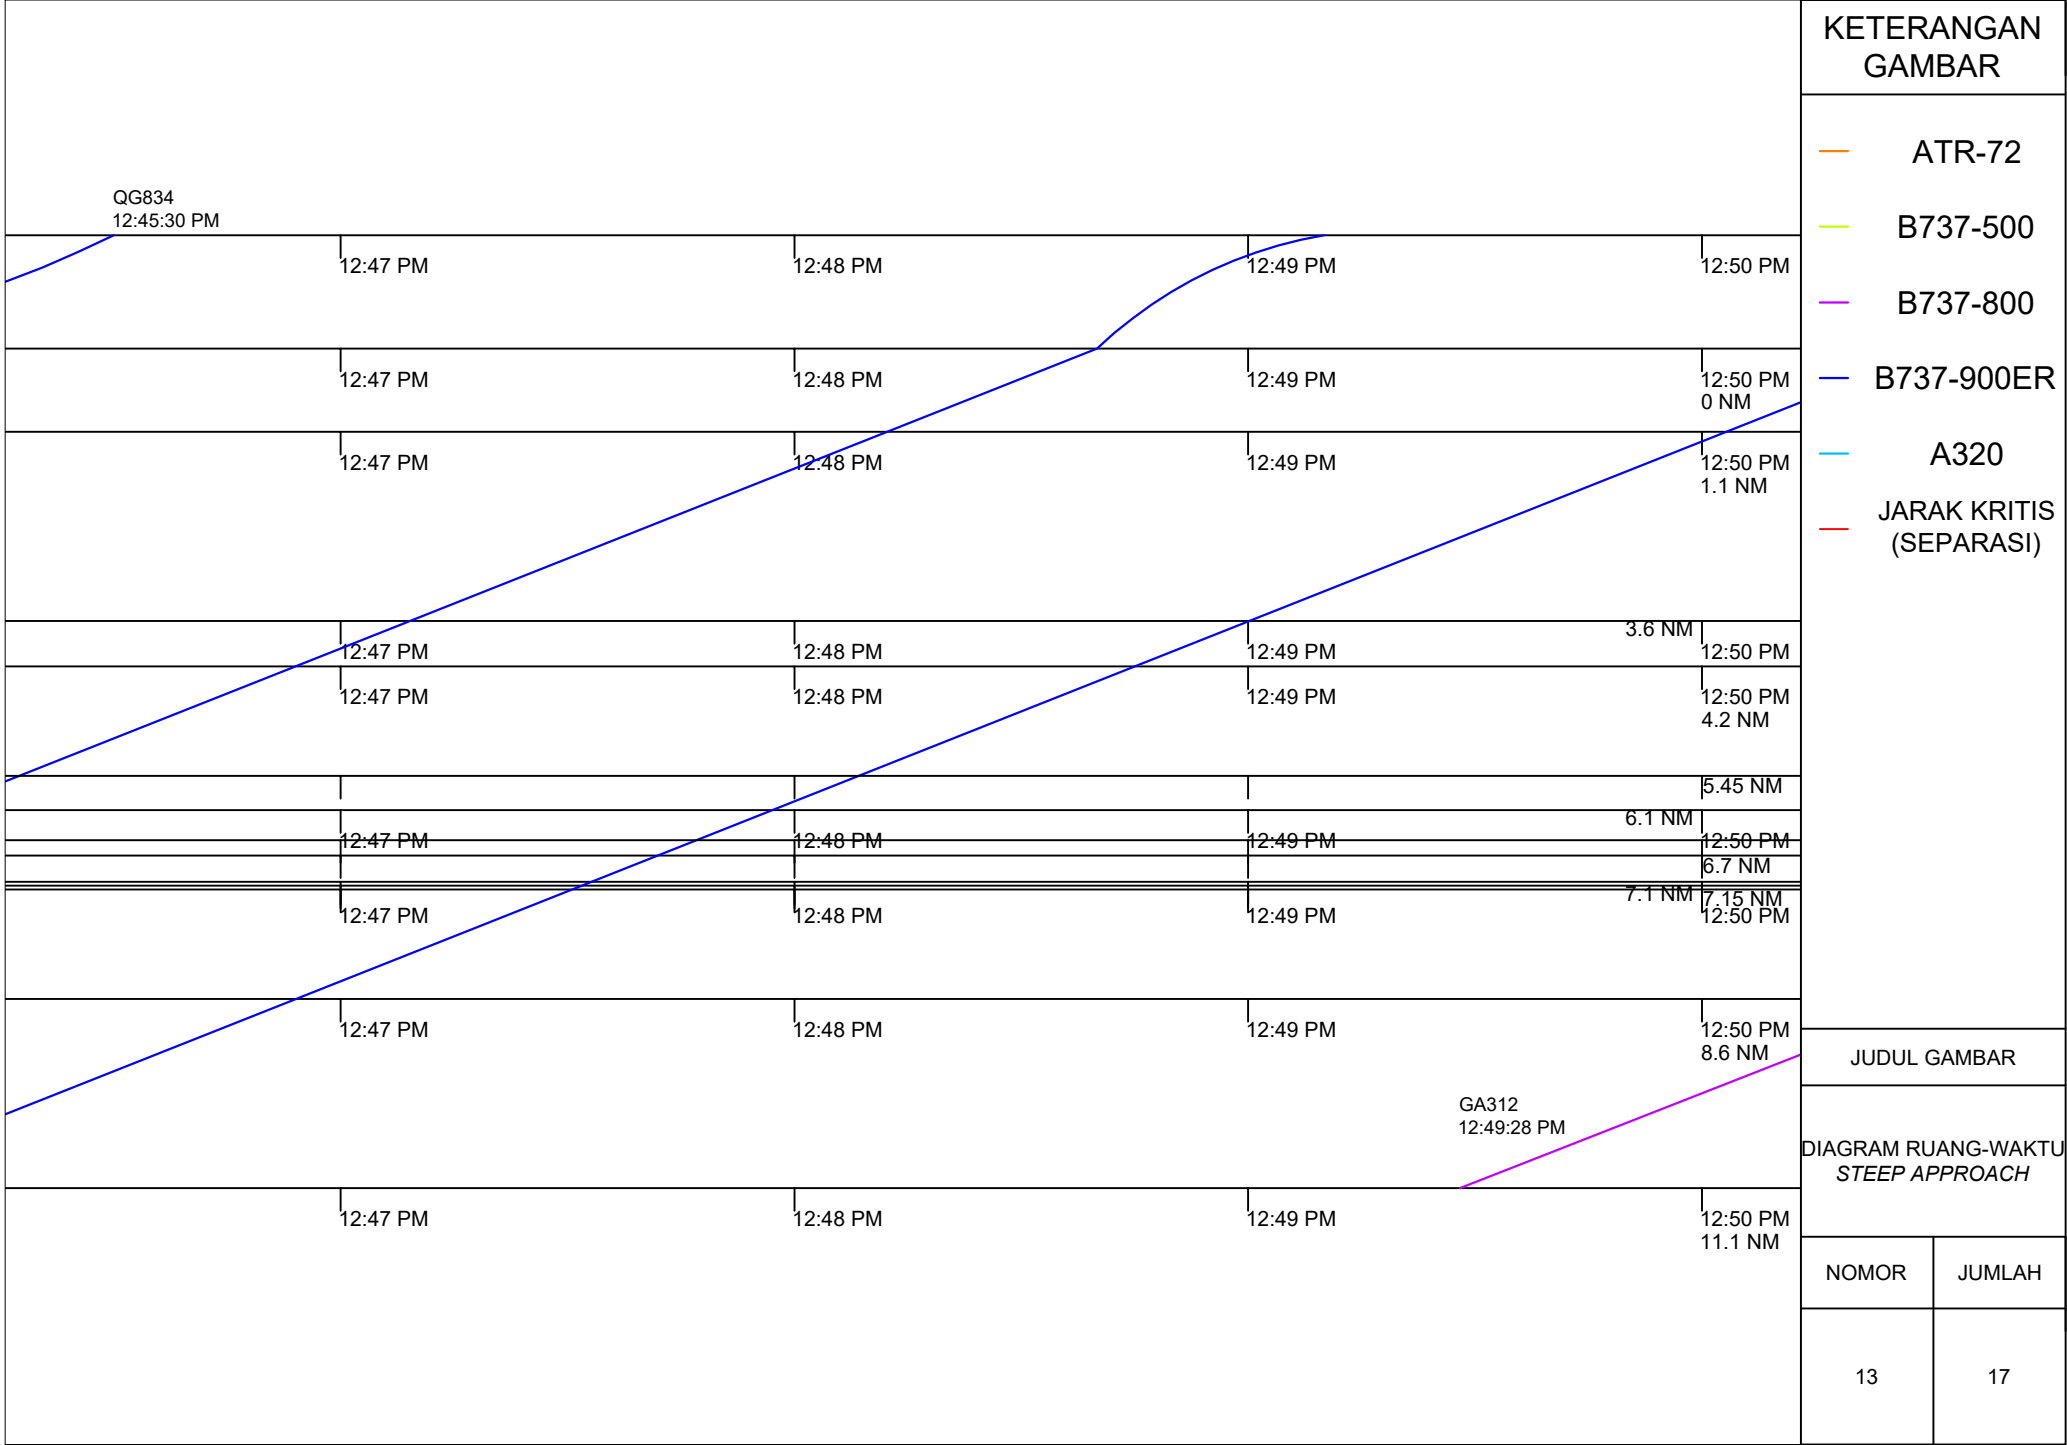 KETERANGAN
GAMBAR
ATR-72
B737-500
B737-800
B737-900ER
A320
JARAK KRITIS
(SEPARASI)
QG834
12:45:30 PM
12:47 PM 12:48 PM 12:49 PM 12:50 PM
12:47 PM 12:48 PM 12:49 PM 12:50 PM
0 NM
12:47 PM 12:48 PM 12:49 PM 12:50 PM
1.1 NM
3.6 NM
12:47 PM 12:48 PM 12:49 PM 12:50 PM
12:47 PM 12:48 PM 12:49 PM 12:50 PM
4.2 NM
5.45 NM
6.1 NM
12:47 PM 12:48 PM 12:49 PM 12:50 PM
6.7 NM
7.1 NM 7.15 NM
12:47 PM 12:48 PM 12:49 PM 12:50 PM
12:47 PM 12:48 PM 12:49 PM 12:50 PM
8.6 NM
GA312
12:49:28 PM
12:47 PM 12:48 PM 12:49 PM 12:50 PM
11.1 NM
JUDUL GAMBAR
DIAGRAM RUANG-WAKTU
STEEP APPROACH
NOMOR JUMLAH
13 17